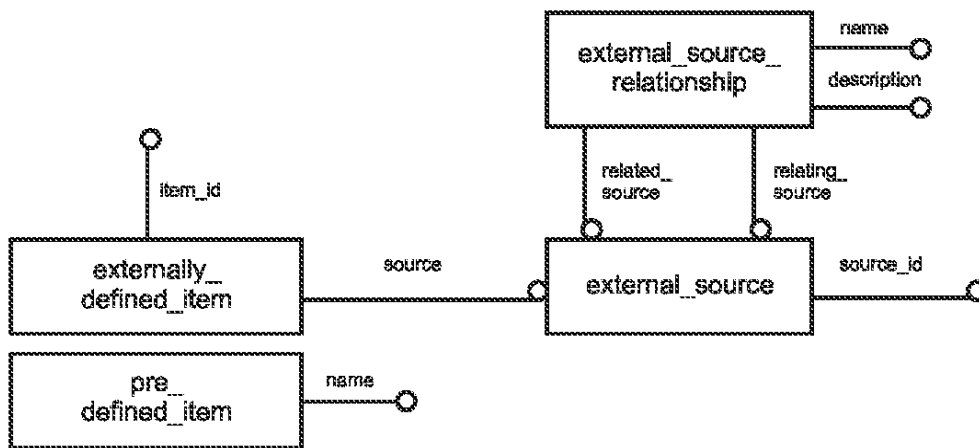 external_source_
relationship
name
description
related_
source
relating_
source
item_id
externally_
defined_item
source
external_source
source_id
pre_
defined_item
name